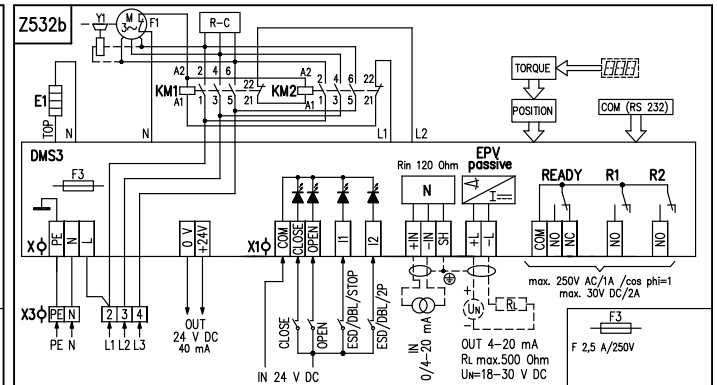 Z532b
Y1
M
3~
F1
R-C
A2 2 4 6 22
KM1
A1 1 3 5 21
A2 2 4 6 22
KM2
A1 1 3 5 21
E1
TOP
N
N
L1
L2
TORQUE
POSITION
COM (RS 232)
DMS3
F3
Rin 120 Ohm
N
EPV
passive
I
READY R1 R2
X
PE
N
L
0 V
+24V
X1
COM
CLOSE
OPEN
I1
I2
+IN
-IN
SH
+L
-L
COM
NO
NC
NO
NO
max. 250V AC/1A /cos phi=1
max. 30V DC/2A
X3
PE N
2 3 4
PE N
L1 L2 L3
OUT
24 V DC
40 mA
CLOSE
OPEN
ESD/DBL/STOP
ESD/DBL/2P
IN 24 V DC
IN
0/4-20 mA
+
UN
-
RL
OUT 4-20 mA
RL max.500 Ohm
UN=18-30 V DC
F3
F 2,5 A/250V